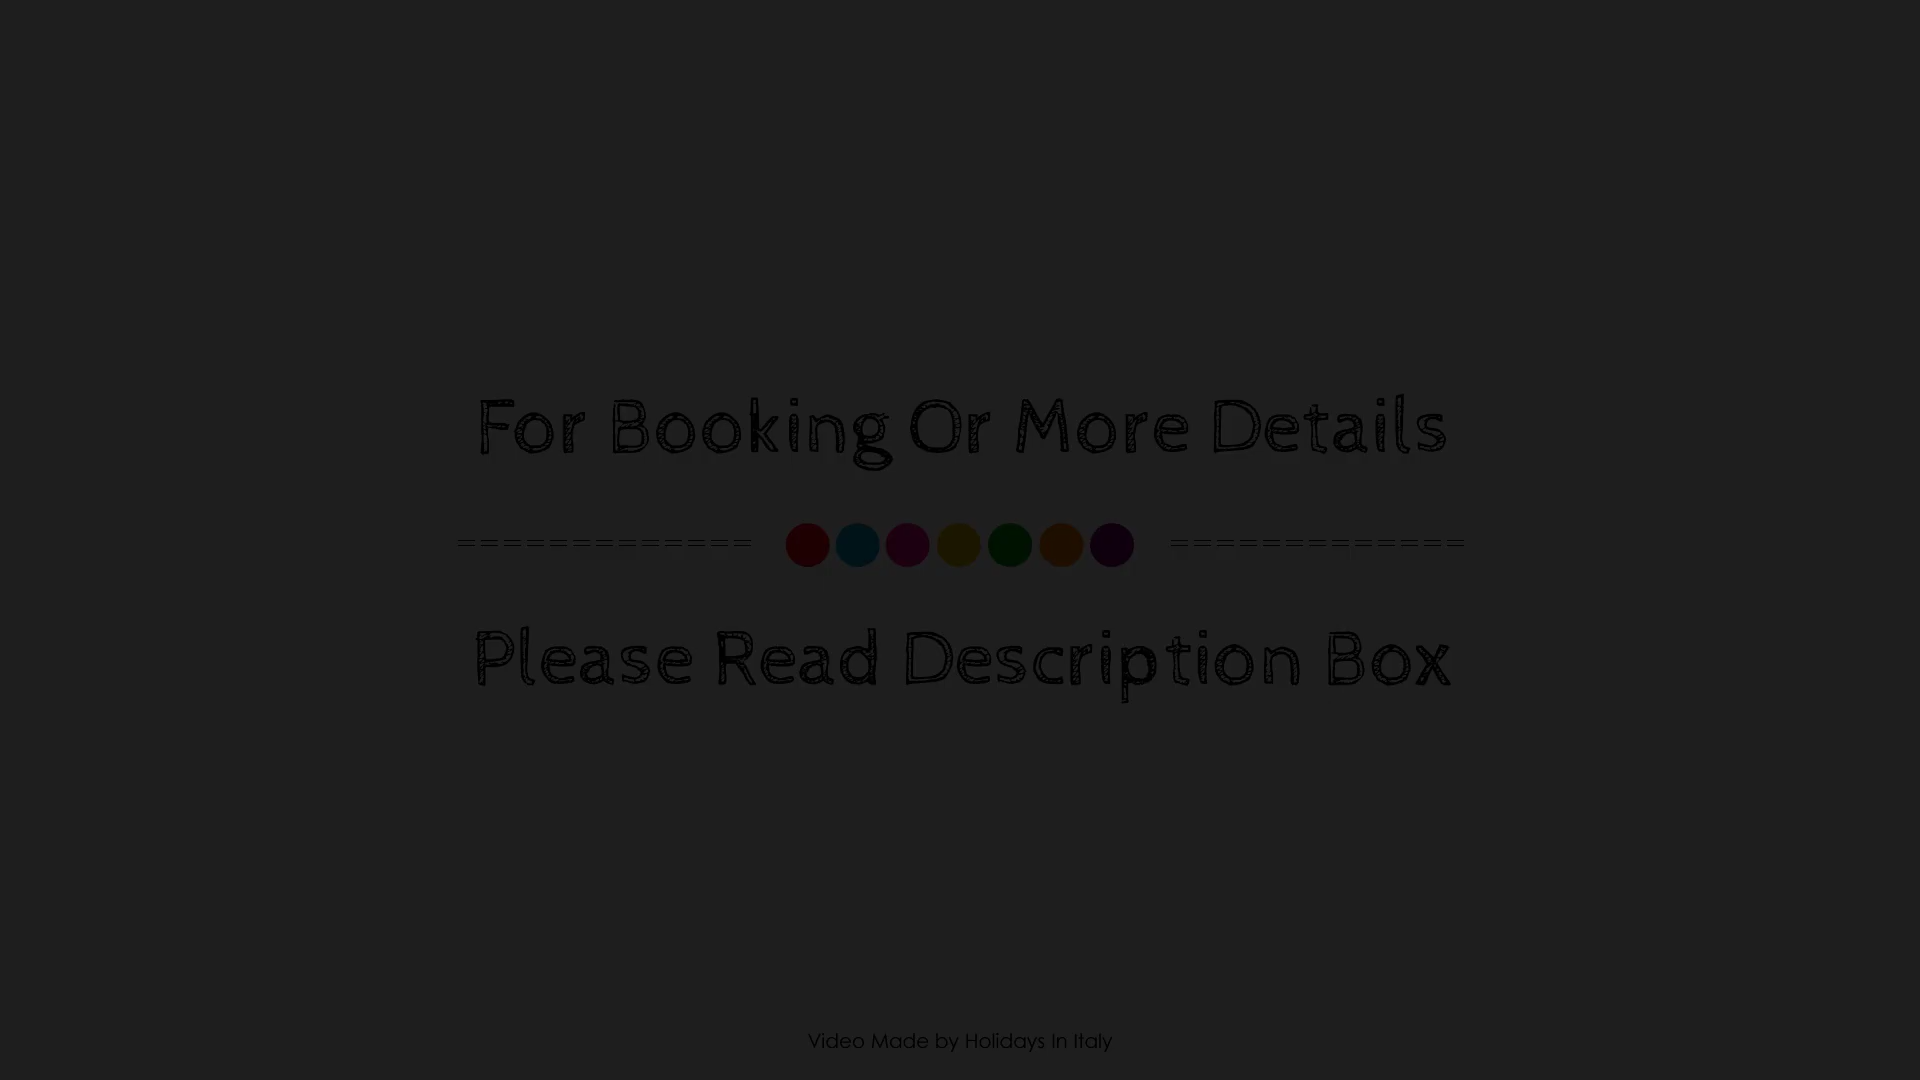 For Booking Or More Details
============= =============
Please Read Description Box
Video Made by Holidays In Italy